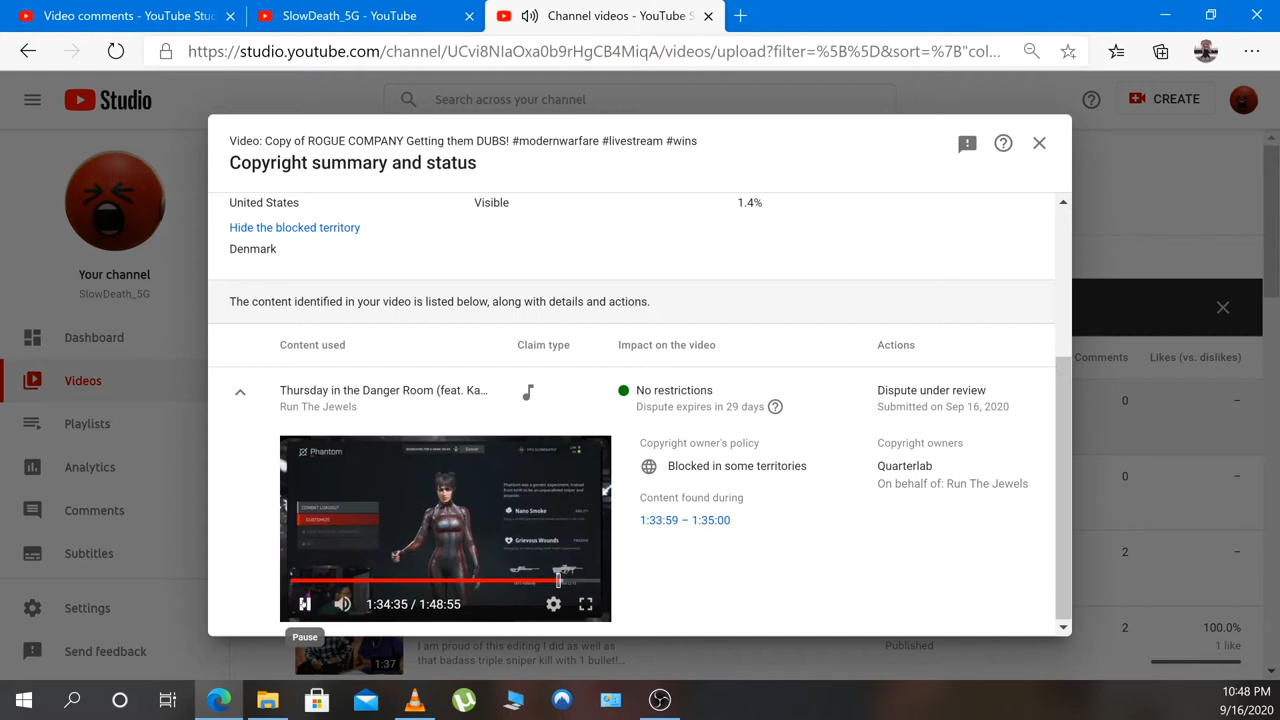 Video comments - YouTube Stu
SlowDeath_5G - YouTube
Channel videos - YouTube S
https://studio.youtube.com/channel/UCvi8NIaOxa0b9rHgCB4MiqA/videos/upload?filter=%5B%5D&sort=%7B"col...
Studio
Search across your channel
CREATE
Video: Copy of ROGUE COMPANY Getting them DUBS! #modernwarfare #livestream #wins
Copyright summary and status
United States Visible 1.4%
Hide the blocked territory
Denmark
Your channel
SlowDeath_5G
The content identified in your video is listed below, along with details and actions.
Dashboard
Videos
Playlists
Analytics
Comments
Subtitles
Settings
Send feedback
Content used Claim type Impact on the video Actions
Comments Likes (vs. dislikes)
Thursday in the Danger Room (feat. Ka... No restrictions Dispute under review
Run The Jewels Dispute expires in 29 days Submitted on Sep 16, 2020
0 –
Copyright owner's policy Copyright owners
Blocked in some territories Quarterlab
On behalf of: Run The Jewels
Content found during
1:33:59 – 1:35:00
0 –
2 –
2 100.0%
1 like
Phantom
COMBAT LOADOUT
CUSTOMIZE
Nano Smoke
Grievous Wounds
1:34:35 / 1:48:55
Pause
1:37
I am proud of this editing I did as well as
that badass triple sniper kill with 1 bullet!...
Published
10:48 PM
9/16/2020